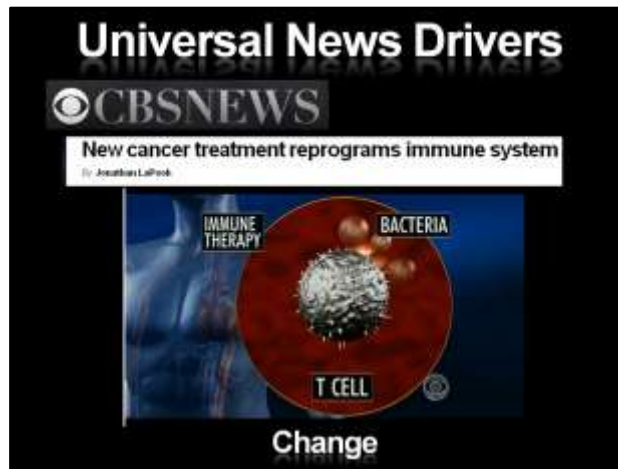 Universal News Drivers
CBSNEWS
New cancer treatment reprograms immune system
By Jonathan LaPook
IMMUNE
THERAPY
BACTERIA
T CELL
Change